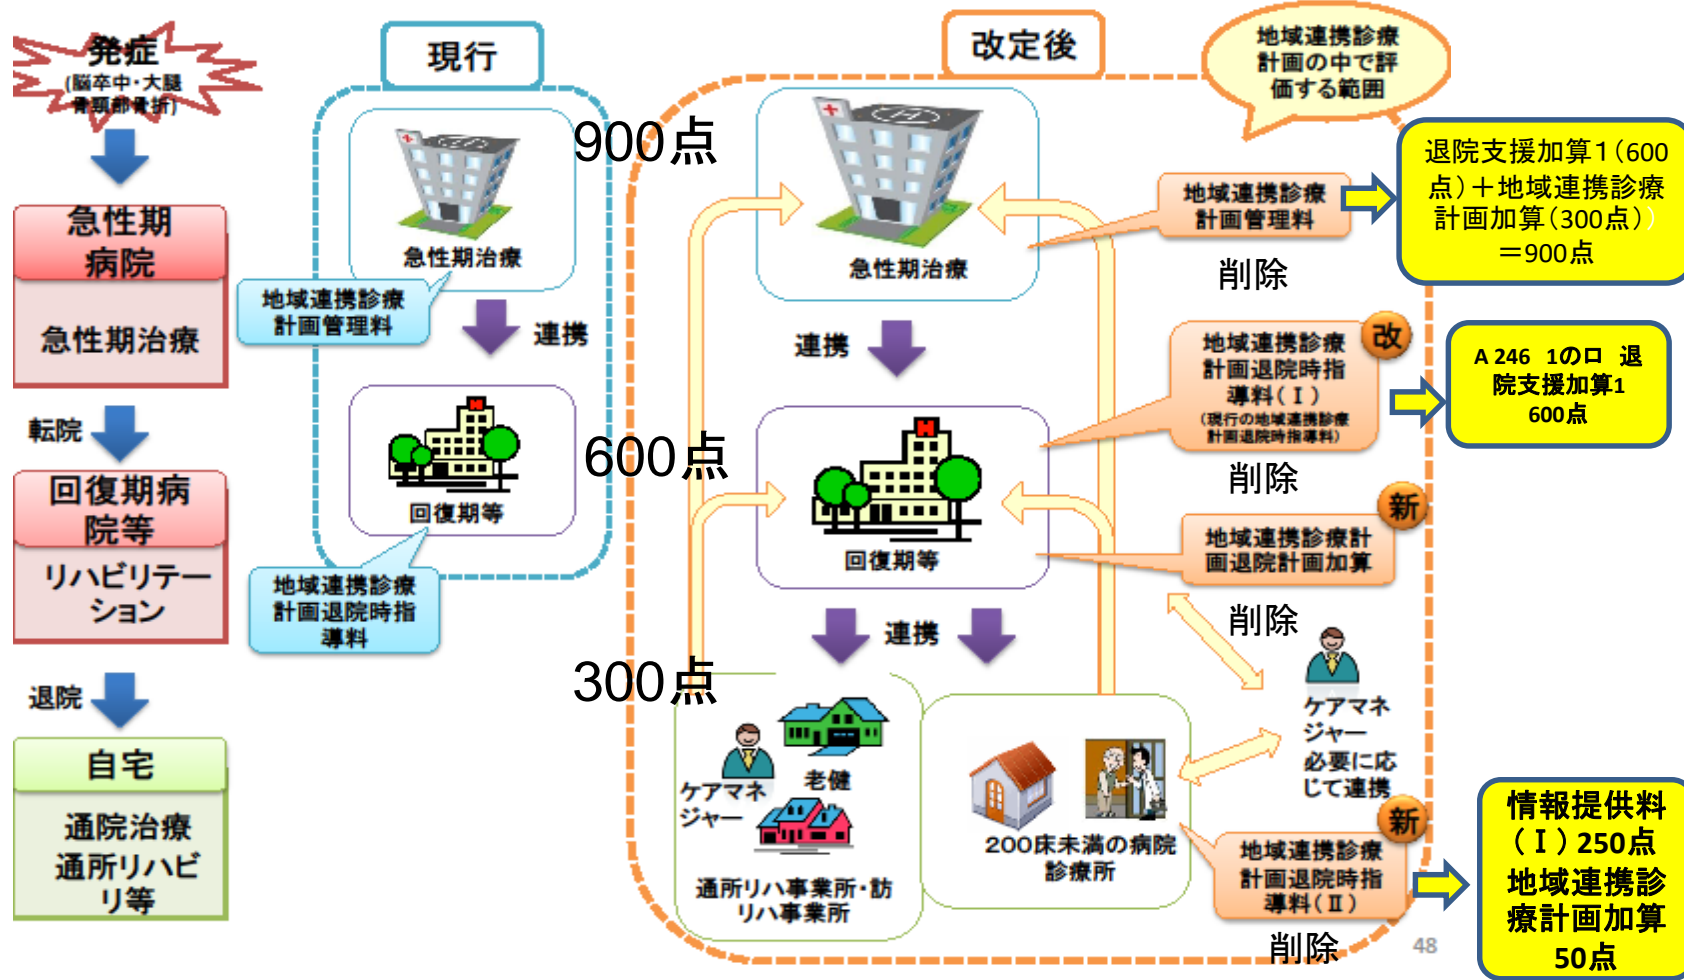 発症
(脳卒中・大腿
骨頸部骨折)
急性期
病院
急性期治療
転院
回復期病
院等
リハビリテー
ション
退院
自宅
通院治療
通所リハビ
リ等
現行
急性期治療
地域連携診療
計画管理料
連携
回復期等
地域連携診療
計画退院時指
導料
900点
600点
300点
改定後
地域連携診療
計画の中で評
価する範囲
急性期治療
地域連携診療
計画管理料
削除
退院支援加算1(600
点)+地域連携診療
計画加算(300点))
=900点
連携
改
地域連携診療
計画退院時指
導料(Ⅰ)
(現行の地域連携診療
計画退院時指導料)
削除
A 246 1のロ 退
院支援加算1
600点
回復期等
新
地域連携診療計
画退院計画加算
削除
連携
ケアマネ
ジャー
老健
通所リハ事業所・訪
リハ事業所
200床未満の病院
診療所
ケアマネ
ジャー
必要に応
じて連携
新
地域連携診療
計画退院時指
導料(Ⅱ)
削除
情報提供料
(Ⅰ)250点
地域連携診
療計画加算
50点
48